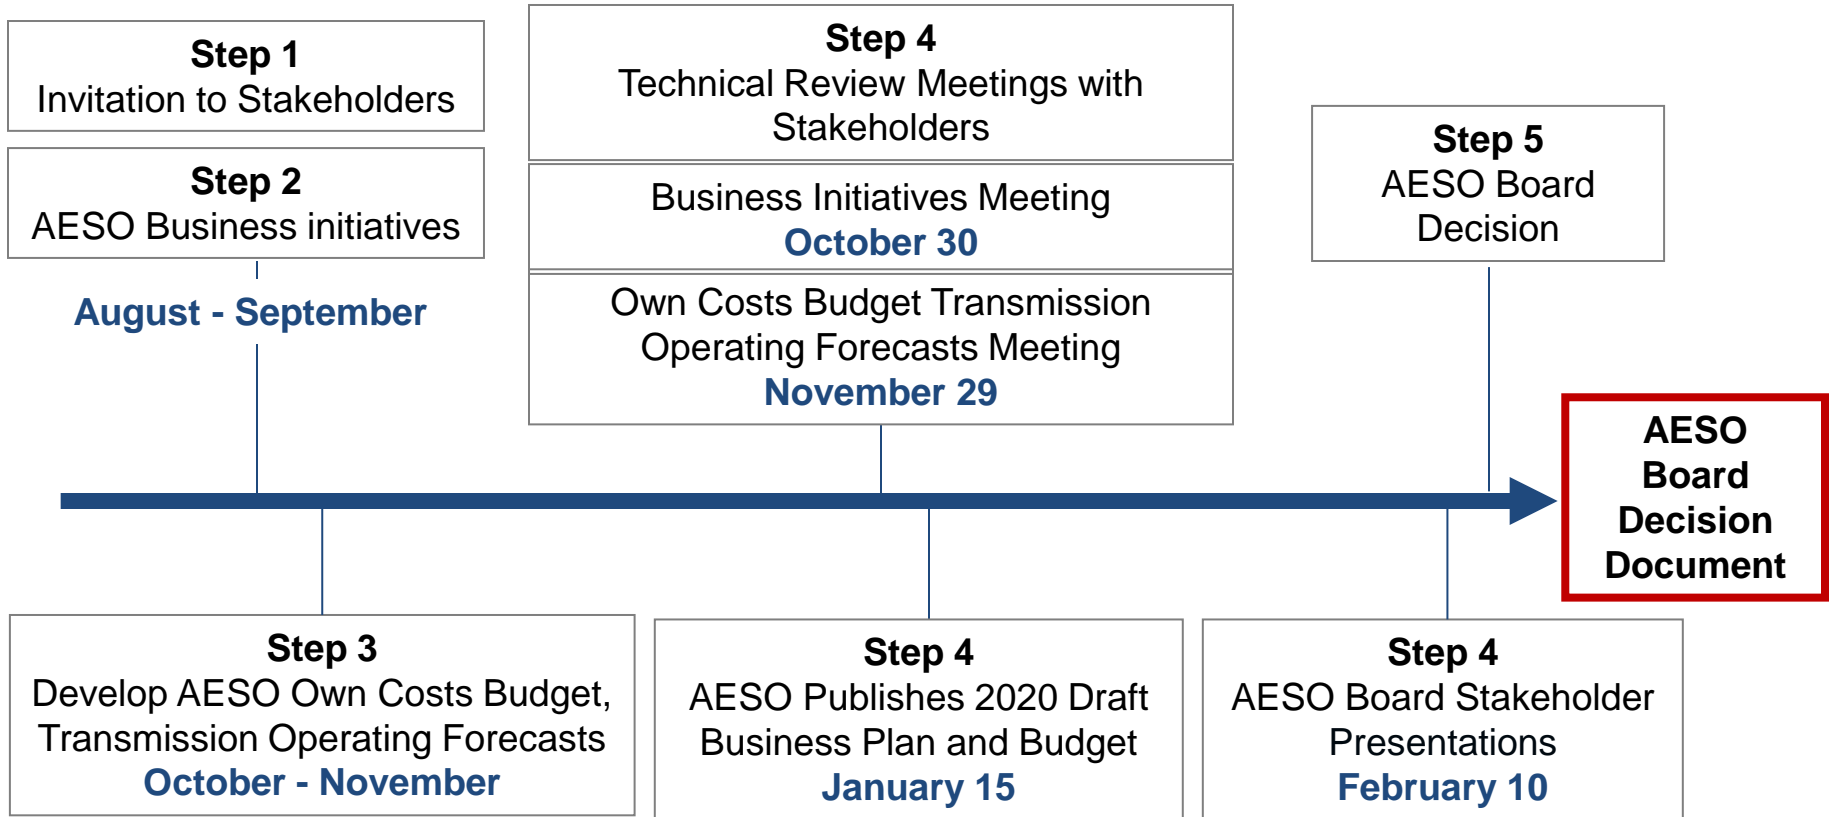 Step 1
Invitation to Stakeholders
Step 2
AESO Business initiatives
August - September
Step 4
Technical Review Meetings with
Stakeholders
Business Initiatives Meeting
October 30
Own Costs Budget Transmission
Operating Forecasts Meeting
November 29
Step 5
AESO Board
Decision
AESO
Board
Decision
Document
Step 3
Develop AESO Own Costs Budget,
Transmission Operating Forecasts
October - November
Step 4
AESO Publishes 2020 Draft
Business Plan and Budget
January 15
Step 4
AESO Board Stakeholder
Presentations
February 10